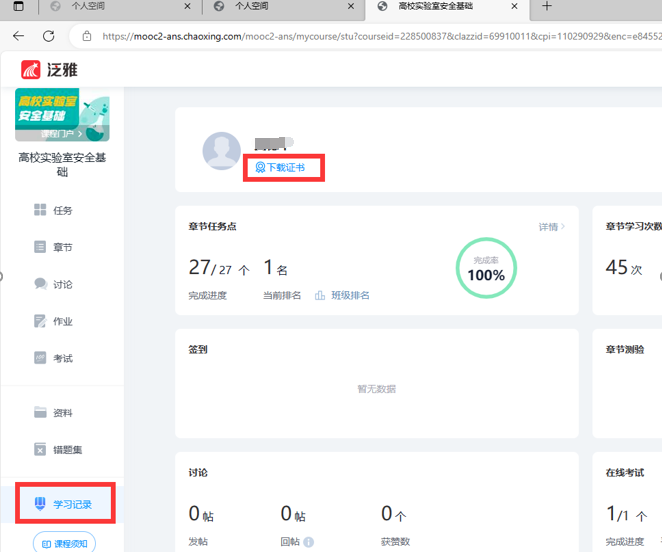 个人空间
个人空间
高校实验室安全基础
https://mooc2-ans.chaoxing.com/mooc2-ans/mycourse/stu?courseid=228500837&clazzid=69910011&cpi=110290929&enc=e84552
泛雅
高校实验室
安全基础
课程门户
高校实验室安全基
础
任务
章节
讨论
作业
考试
资料
错题集
学习记录
课程须知
下载证书
章节任务点
详情
27/ 27 个
1 名
完成进度
当前排名
班级排名
完成率
100%
章节学习次数
45 次
签到
暂无数据
章节测验
讨论
0 帖
0 帖
0 个
发帖
回帖
获赞数
在线考试
1/1 个
完成进度